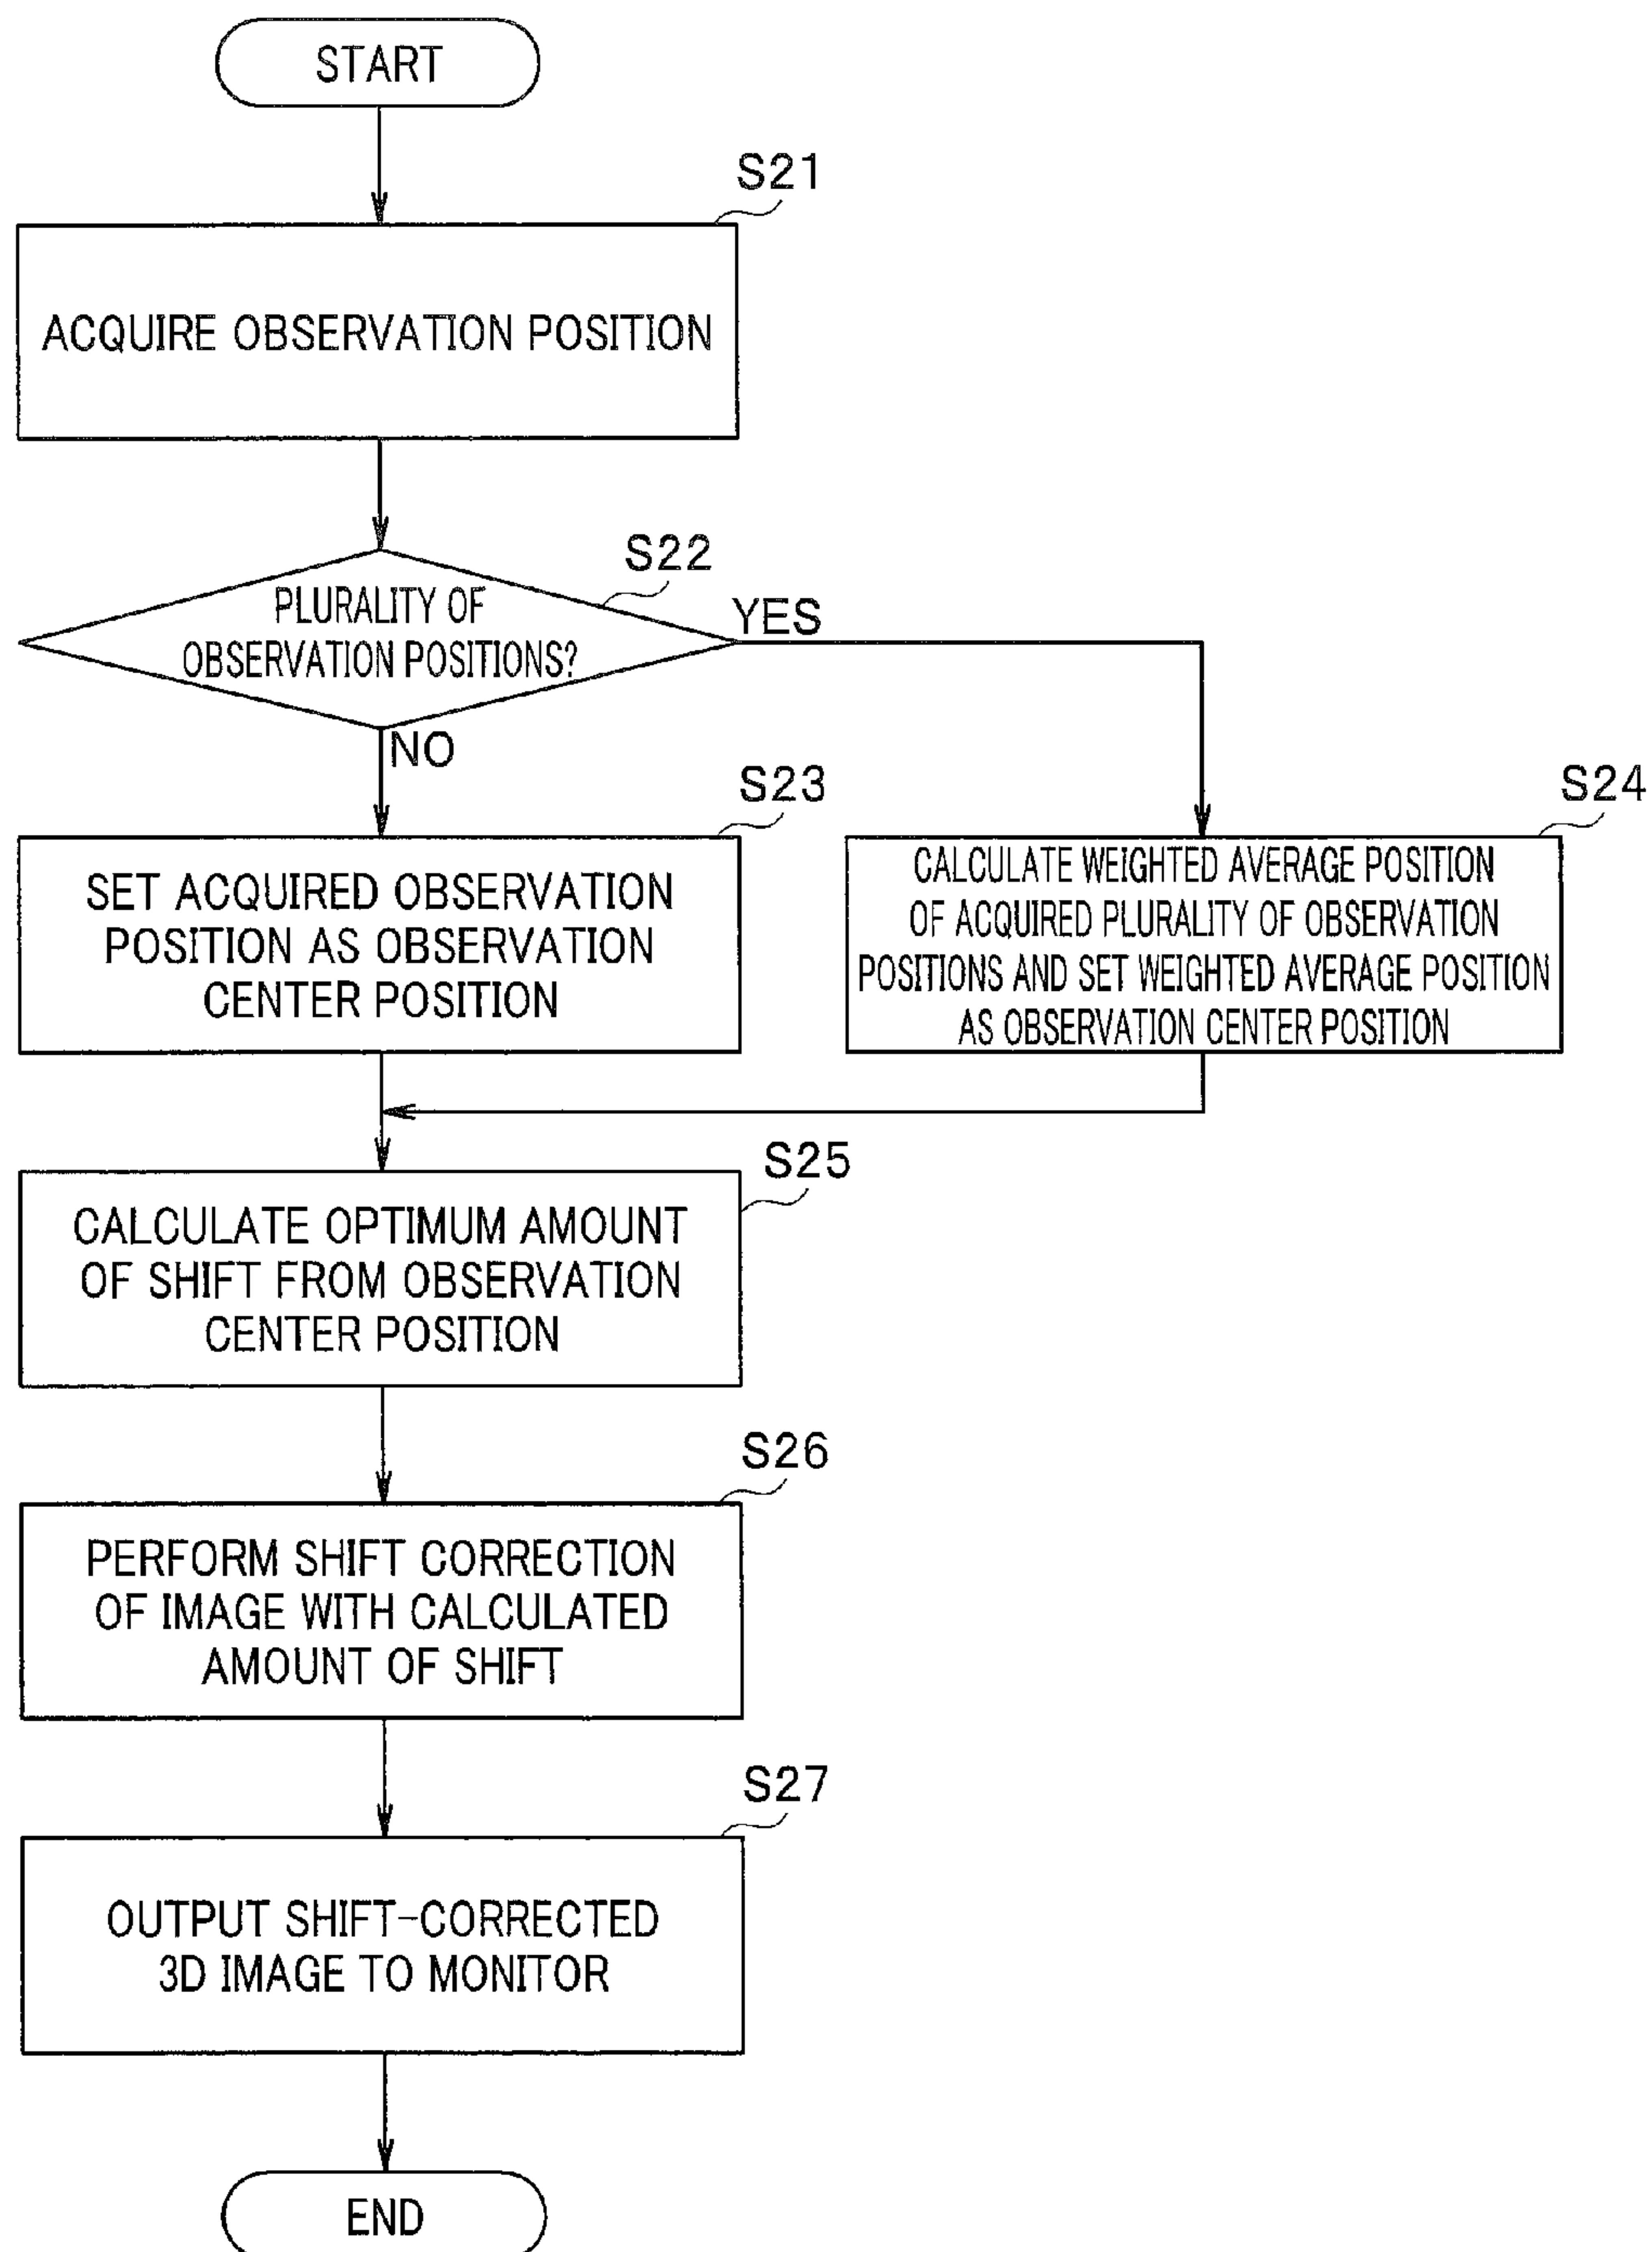 START
S21
ACQUIRE OBSERVATION POSITION
S22
PLURALITY OF
OBSERVATION POSITIONS?
YES
NO
S23
SET ACQUIRED OBSERVATION
POSITION AS OBSERVATION
CENTER POSITION
S24
CALCULATE WEIGHTED AVERAGE POSITION
OF ACQUIRED PLURALITY OF OBSERVATION
POSITIONS AND SET WEIGHTED AVERAGE POSITION
AS OBSERVATION CENTER POSITION
S25
CALCULATE OPTIMUM AMOUNT
OF SHIFT FROM OBSERVATION
CENTER POSITION
S26
PERFORM SHIFT CORRECTION
OF IMAGE WITH CALCULATED
AMOUNT OF SHIFT
S27
OUTPUT SHIFT-CORRECTED
3D IMAGE TO MONITOR
END